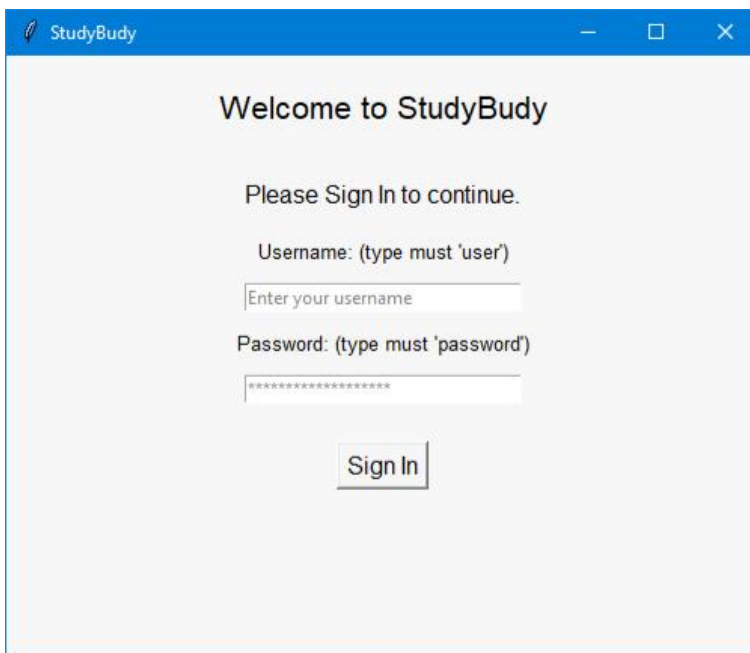 StudyBudy
Welcome to StudyBudy
Please Sign In to continue.
Username: (type must 'user')
Enter your username
Password: (type must 'password')
*******************
Sign In